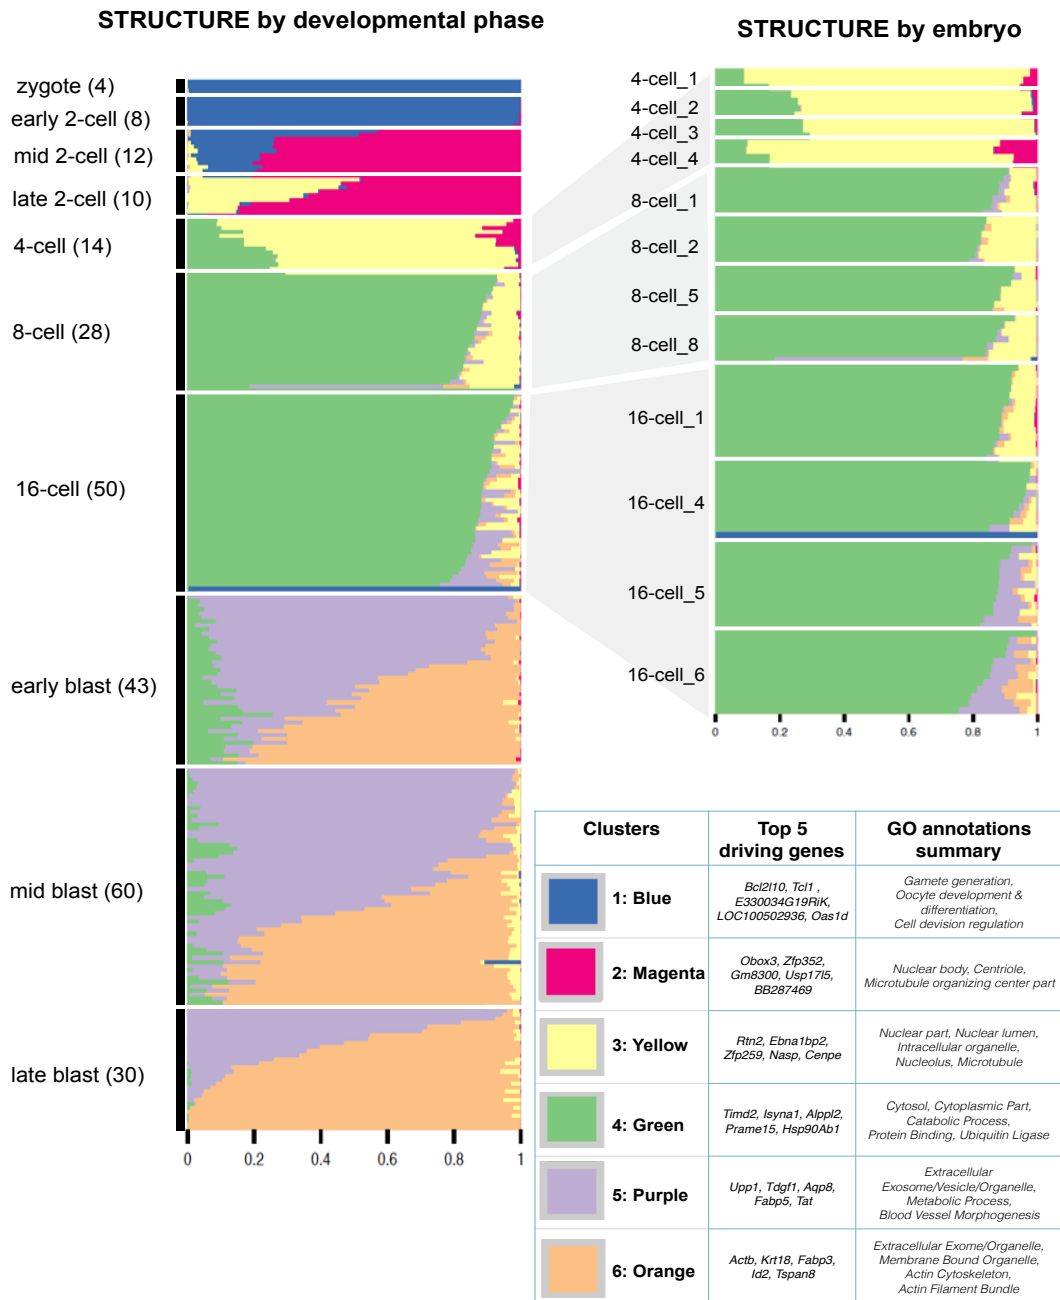 STRUCTURE by developmental phase
zygote (4)
early 2-cell (8)
mid 2-cell (12)
late 2-cell (10)
4-cell (14)
8-cell (28)
16-cell (50)
early blast (43)
mid blast (60)
late blast (30)
0 0.2 0.4 0.6 0.8 1
STRUCTURE by embryo
4-cell_1
4-cell_2
4-cell_3
4-cell_4
8-cell_1
8-cell_2
8-cell_5
8-cell_8
16-cell_1
16-cell_4
16-cell_5
16-cell_6
0 0.2 0.4 0.6 0.8 1
Clusters
Top 5
driving genes
GO annotations
summary
1: Blue
Bcl2l10, Tcl1 ,
E330034G19RiK,
LOC100502936, Oas1d
Gamete generation,
Oocyte development &
differentiation,
Cell devision regulation
2: Magenta
Obox3, Zfp352,
Gm8300, Usp17l5,
BB287469
Nuclear body, Centriole,
Microtubule organizing center part
3: Yellow
Rtn2, Ebna1bp2,
Zfp259, Nasp, Cenpe
Nuclear part, Nuclear lumen,
Intracellular organelle,
Nucleolus, Microtubule
4: Green
Timd2, Isyna1, Alppl2,
Prame15, Hsp90Ab1
Cytosol, Cytoplasmic Part,
Catabolic Process,
Protein Binding, Ubiquitin Ligase
5: Purple
Upp1, Tdgf1, Aqp8,
Fabp5, Tat
Extracellular
Exosome/Vesicle/Organelle,
Metabolic Process,
Blood Vessel Morphogenesis
6: Orange
Actb, Krt18, Fabp3,
Id2, Tspan8
Extracellular Exome/Organelle,
Membrane Bound Organelle,
Actin Cytoskeleton,
Actin Filament Bundle